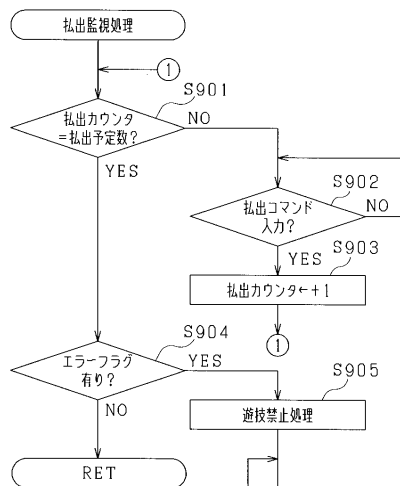 払出監視処理
1
S901
払出カウンタ
=払出予定数?
NO
YES
S902
払出コマンド
入力?
NO
YES
S903
払出カウンタ←+1
1
S904
エラーフラグ
有り?
YES
NO
S905
遊技禁止処理
RET